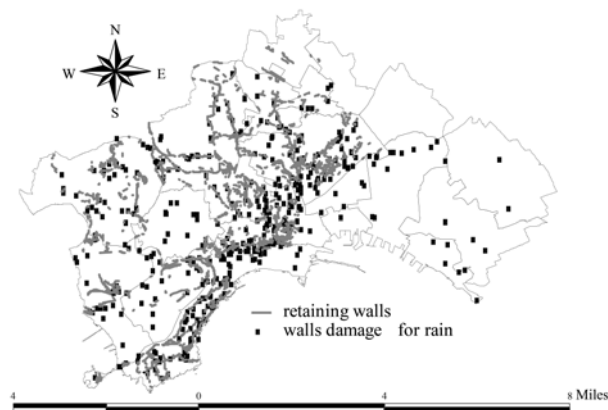 N
W E
S
retaining walls
walls damage for rain
4 0 4 8 Miles